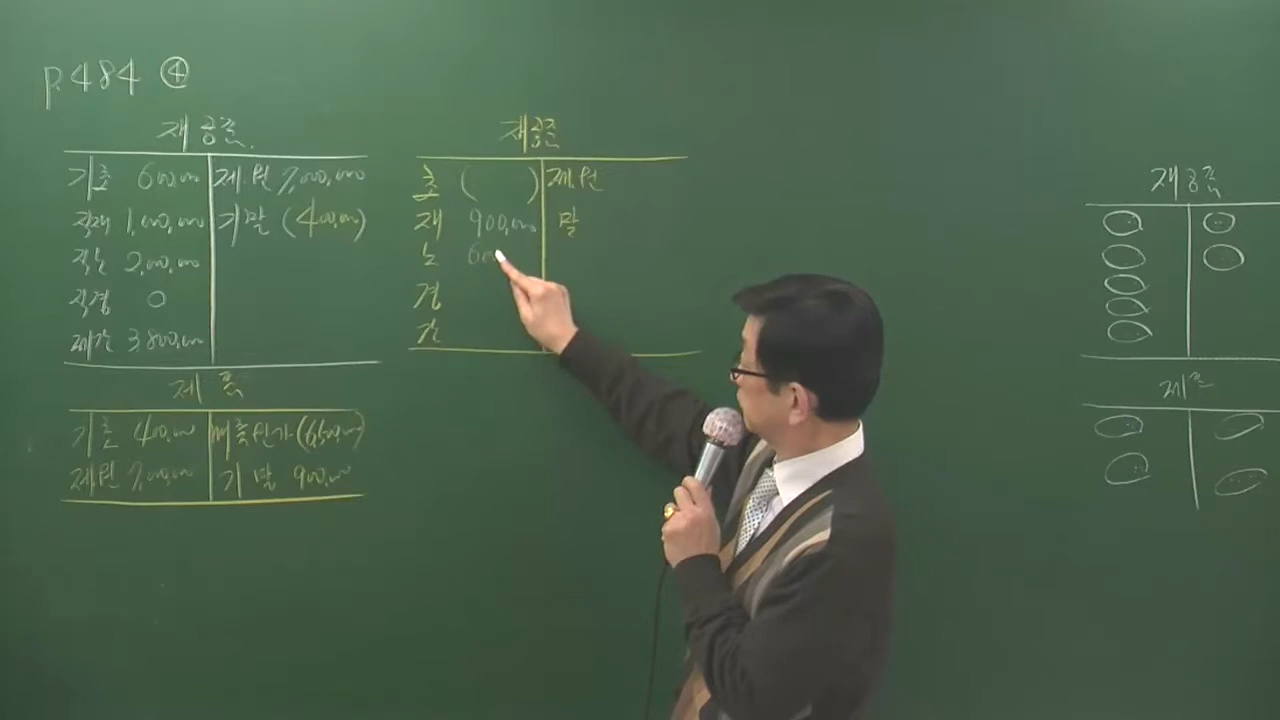 P.484 ④
재공품
기초 600,000 제.원 7,000,000
직재 1,000,000 기말 (400,000)
직노 2,000,000
직경 0
제간 3,800,000
제 품
기초 400,000 매출원가 (6,500,000)
제원 7,000,000 기말 900,000
재공품
초 ( ) 제.원
재 900,000 말
노 600
경
간
재공품
제품